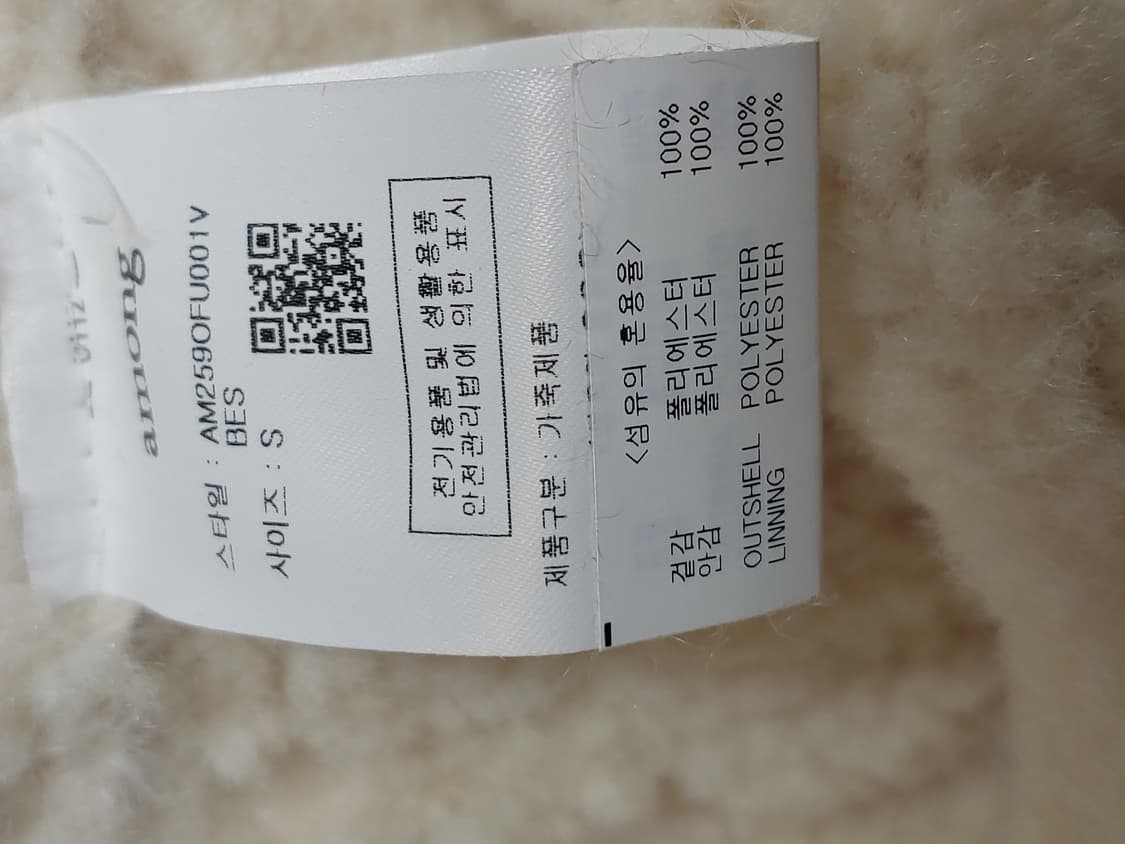 among
스타일 : AM259OFU001V
BES
사이즈 : S
전기용품 및 생활용품
안전관리법에 의한 표시
제품구분 : 가죽제품
<섬유의 혼용율>
겉감 폴리에스터 100%
안감 폴리에스터 100%
OUTSHELL POLYESTER 100%
LINNING POLYESTER 100%